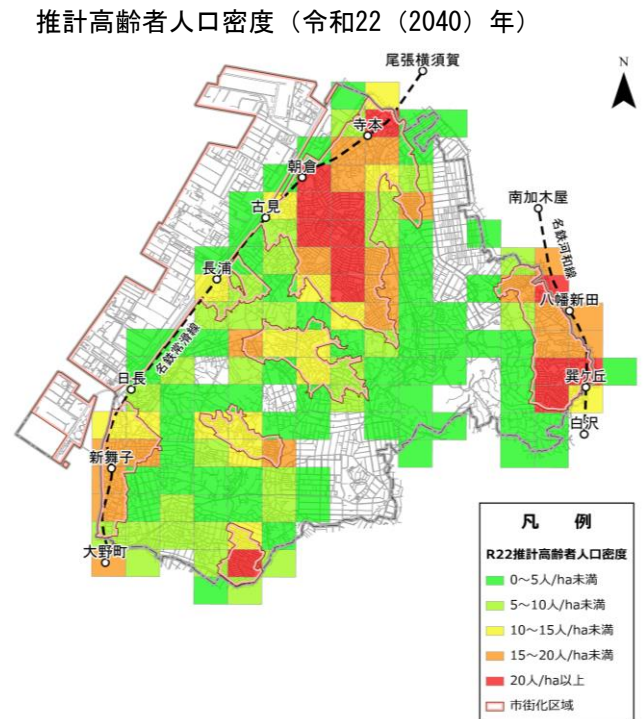 推計高齢者人口密度（令和22（2040）年）
尾張横須賀
N
寺本
朝倉
古見
南加木屋
名鉄河和線
長浦
八幡新田
名鉄常滑線
日長
巽ケ丘
白沢
新舞子
大野町
凡 例
R22推計高齢者人口密度
0～5人/ha未満
5～10人/ha未満
10～15人/ha未満
15～20人/ha未満
20人/ha以上
市街化区域